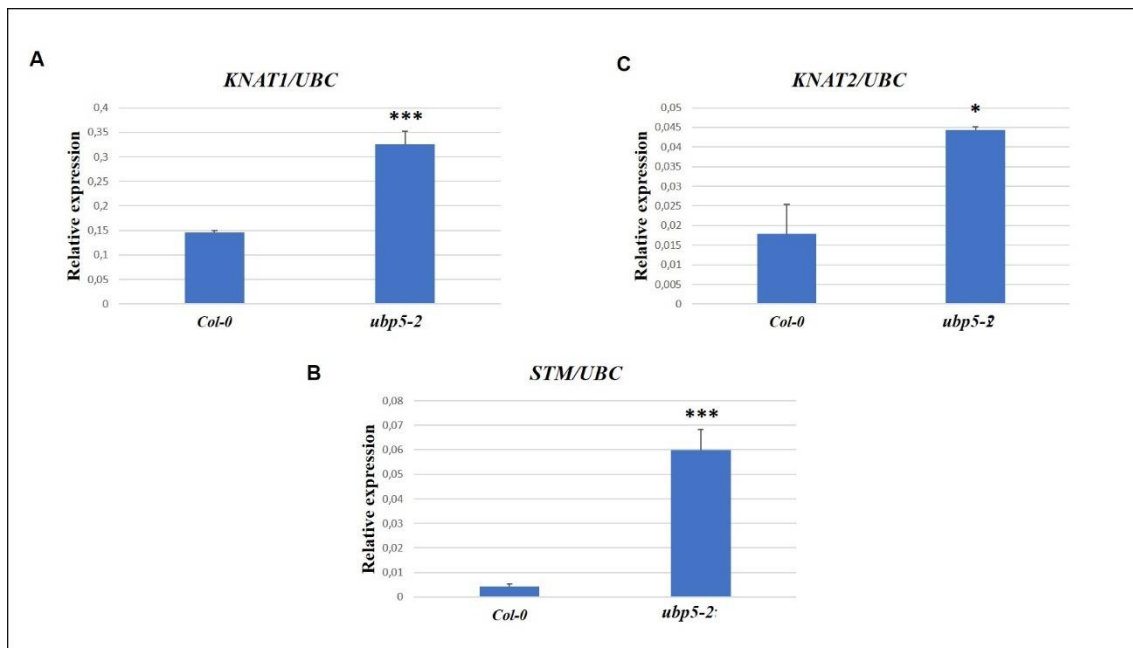 A
KNAT1/UBC
Relative expression
0,4
0,35
0,3
0,25
0,2
0,15
0,1
0,05
0
***
Col-0
ubp5-2
C
KNAT2/UBC
Relative expression
0,05
0,045
0,04
0,035
0,03
0,025
0,02
0,015
0,01
0,005
0
*
Col-0
ubp5-2
B
STM/UBC
Relative expression
0,08
0,07
0,06
0,05
0,04
0,03
0,02
0,01
0
***
Col-0
ubp5-2